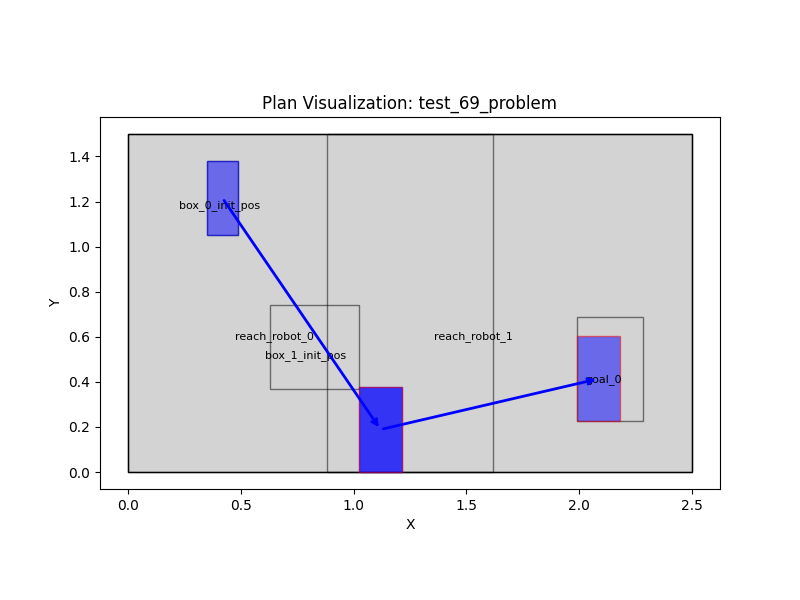 Plan Visualization: test_69_problem
1.4
1.2
1.0
0.8
0.6
0.4
0.2
0.0
Y
box_0_init_pos
reach_robot_0
reach_robot_1
box_1_init_pos
goal_0
0.0 0.5 1.0 1.5 2.0 2.5
X